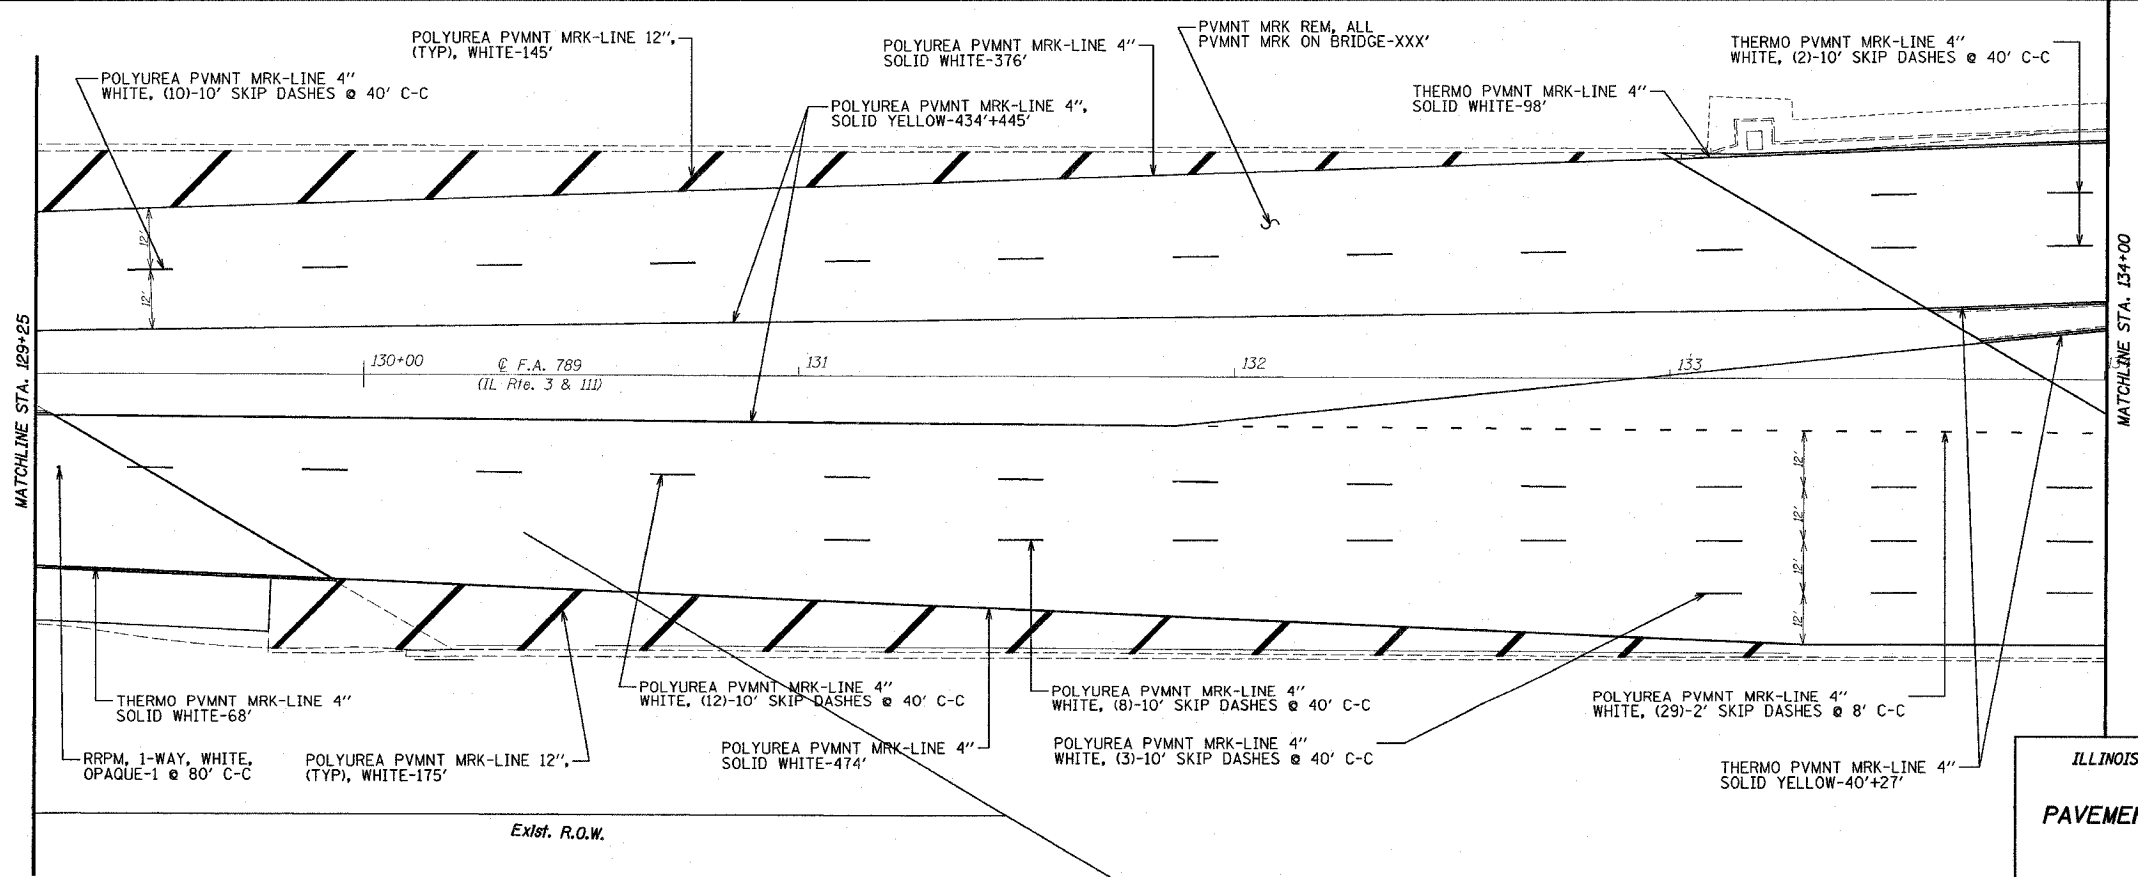 POLYUREA PVMNT MRK-LINE 12",
(TYP), WHITE-145'
POLYUREA PVMNT MRK-LINE 4"
SOLID WHITE-376'
PVMNT MRK REM, ALL
PVMNT MRK ON BRIDGE-XXX'
THERMO PVMNT MRK-LINE 4"
WHITE, (2)-10' SKIP DASHES @ 40' C-C
POLYUREA PVMNT MRK-LINE 4"
WHITE, (10)-10' SKIP DASHES @ 40' C-C
POLYUREA PVMNT MRK-LINE 4",
SOLID YELLOW-434'+445'
THERMO PVMNT MRK-LINE 4"
SOLID WHITE-98'
12'
12'
MATCHLINE STA. 129+25
MATCHLINE STA. 134+00
130+00
℄ F.A. 789
(IL Rte. 3 & 111)
131
132
133
12'
12'
12'
12'
THERMO PVMNT MRK-LINE 4"
SOLID WHITE-68'
POLYUREA PVMNT MRK-LINE 4"
WHITE, (12)-10' SKIP DASHES @ 40' C-C
POLYUREA PVMNT MRK-LINE 4"
WHITE, (8)-10' SKIP DASHES @ 40' C-C
POLYUREA PVMNT MRK-LINE 4"
WHITE, (29)-2' SKIP DASHES @ 8' C-C
RRPM, 1-WAY, WHITE,
OPAQUE-1 @ 80' C-C
POLYUREA PVMNT MRK-LINE 12",
(TYP), WHITE-175'
POLYUREA PVMNT MRK-LINE 4"
SOLID WHITE-474'
POLYUREA PVMNT MRK-LINE 4"
WHITE, (3)-10' SKIP DASHES @ 40' C-C
THERMO PVMNT MRK-LINE 4"
SOLID YELLOW-40'+27'
Exist. R.O.W.
ILLINOIS